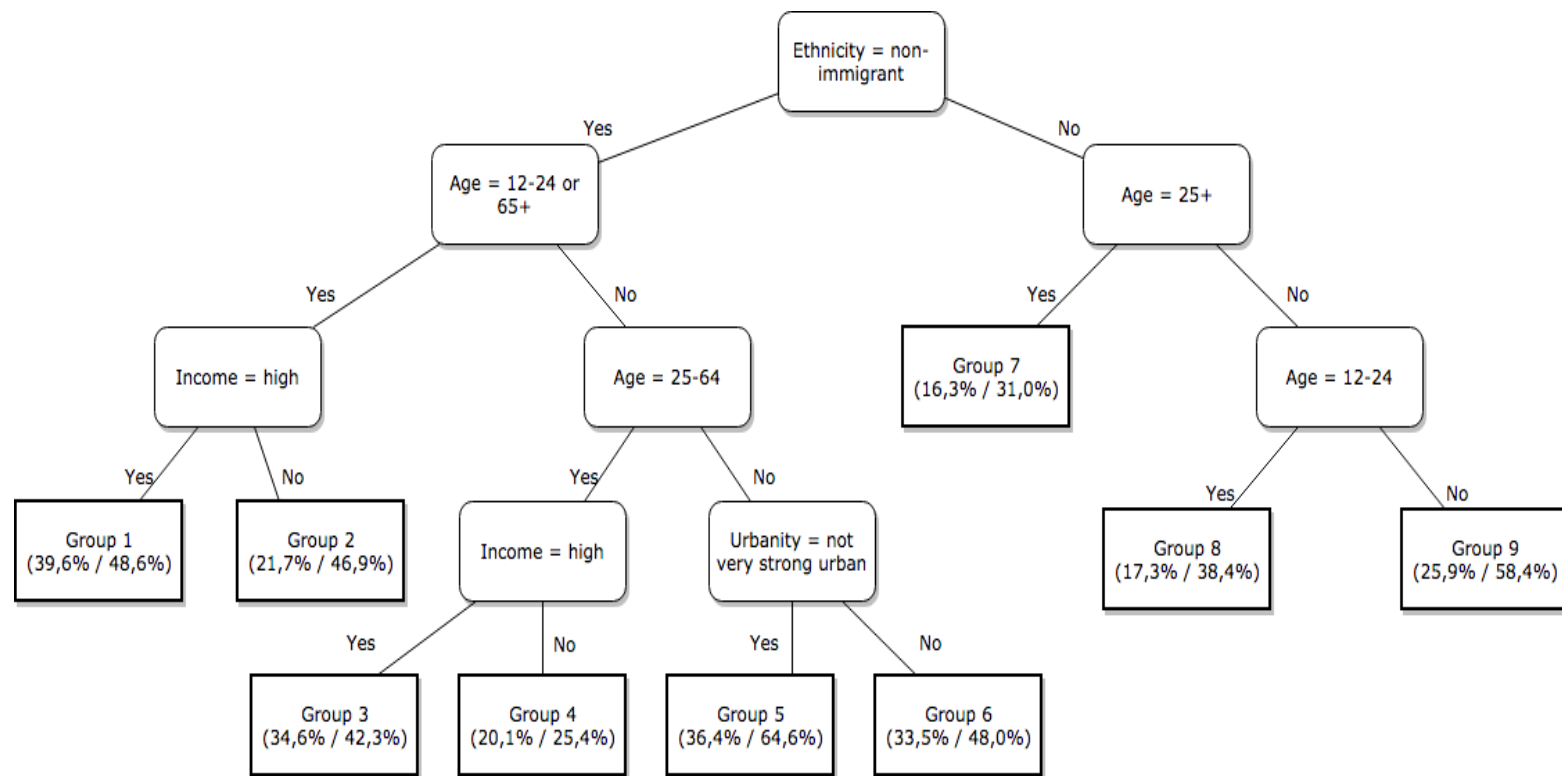 Ethnicity = non-
immigrant
Yes
No
Age = 12-24 or
65+
Age = 25+
Yes
No
Yes
No
Income = high
Age = 25-64
Group 7
(16,3% / 31,0%)
Age = 12-24
Yes
No
Yes
No
Yes
No
Group 1
(39,6% / 48,6%)
Group 2
(21,7% / 46,9%)
Income = high
Urbanity = not
very strong urban
Group 8
(17,3% / 38,4%)
Group 9
(25,9% / 58,4%)
Yes
No
Yes
No
Group 3
(34,6% / 42,3%)
Group 4
(20,1% / 25,4%)
Group 5
(36,4% / 64,6%)
Group 6
(33,5% / 48,0%)